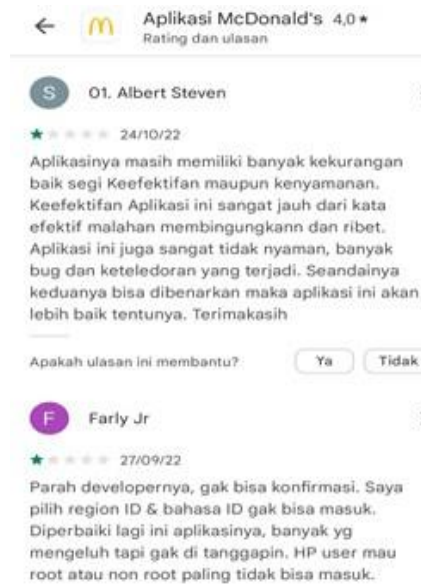 Aplikasi McDonald's 4,0 ★
Rating dan ulasan
S 01. Albert Steven
24/10/22
Aplikasinya masih memiliki banyak kekurangan
baik segi Keefektifan maupun kenyamanan.
Keefektifan Aplikasi ini sangat jauh dari kata
efektif malahan membingungkann dan ribet.
Aplikasi ini juga sangat tidak nyaman, banyak
bug dan keteledoran yang terjadi. Seandainya
keduanya bisa dibenarkan maka aplikasi ini akan
lebih baik tentunya. Terimakasih
Apakah ulasan ini membantu? Ya Tidak
F Farly Jr
27/09/22
Parah developernya, gak bisa konfirmasi. Saya
pilih region ID & bahasa ID gak bisa masuk.
Diperbaiki lagi ini aplikasinya, banyak yg
mengeluh tapi gak di tanggapin. HP user mau
root atau non root paling tidak bisa masuk.